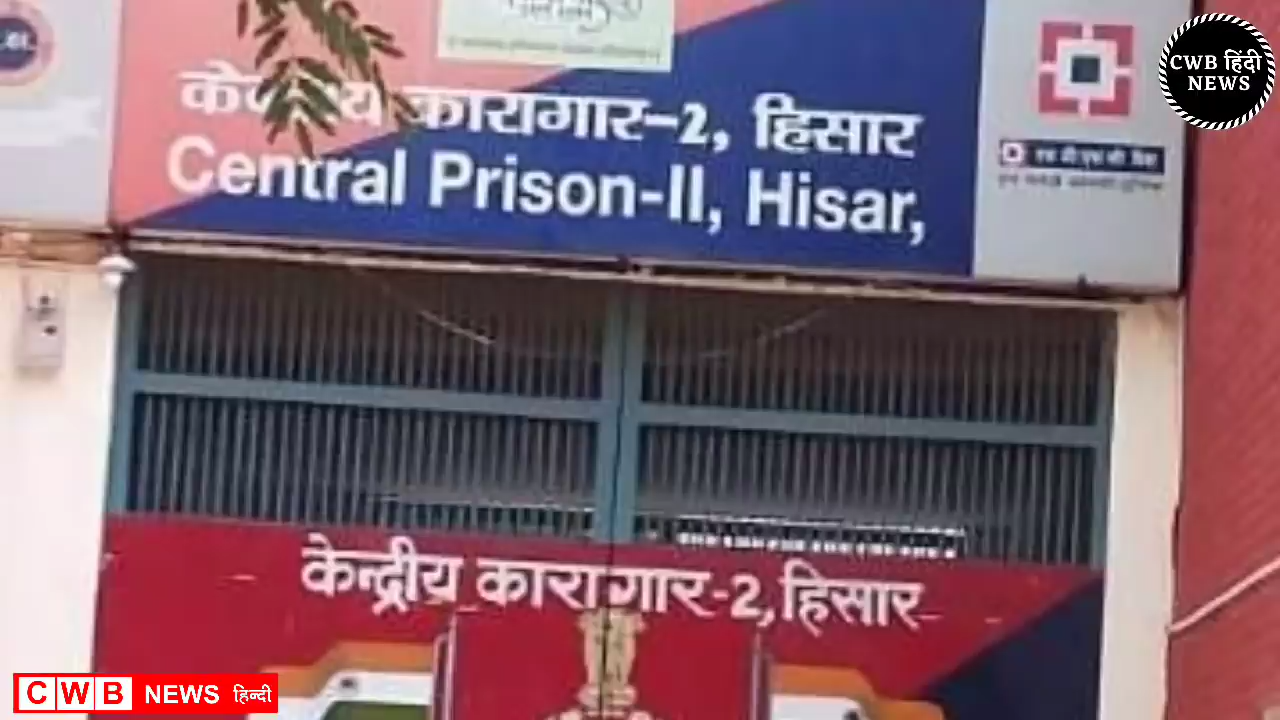 केन्द्रीय कारागार-2, हिसार
Central Prison-II, Hisar,
CWB हिंदी
NEWS
केन्द्रीय कारागार-2, हिसार
CWB NEWS हिन्दी